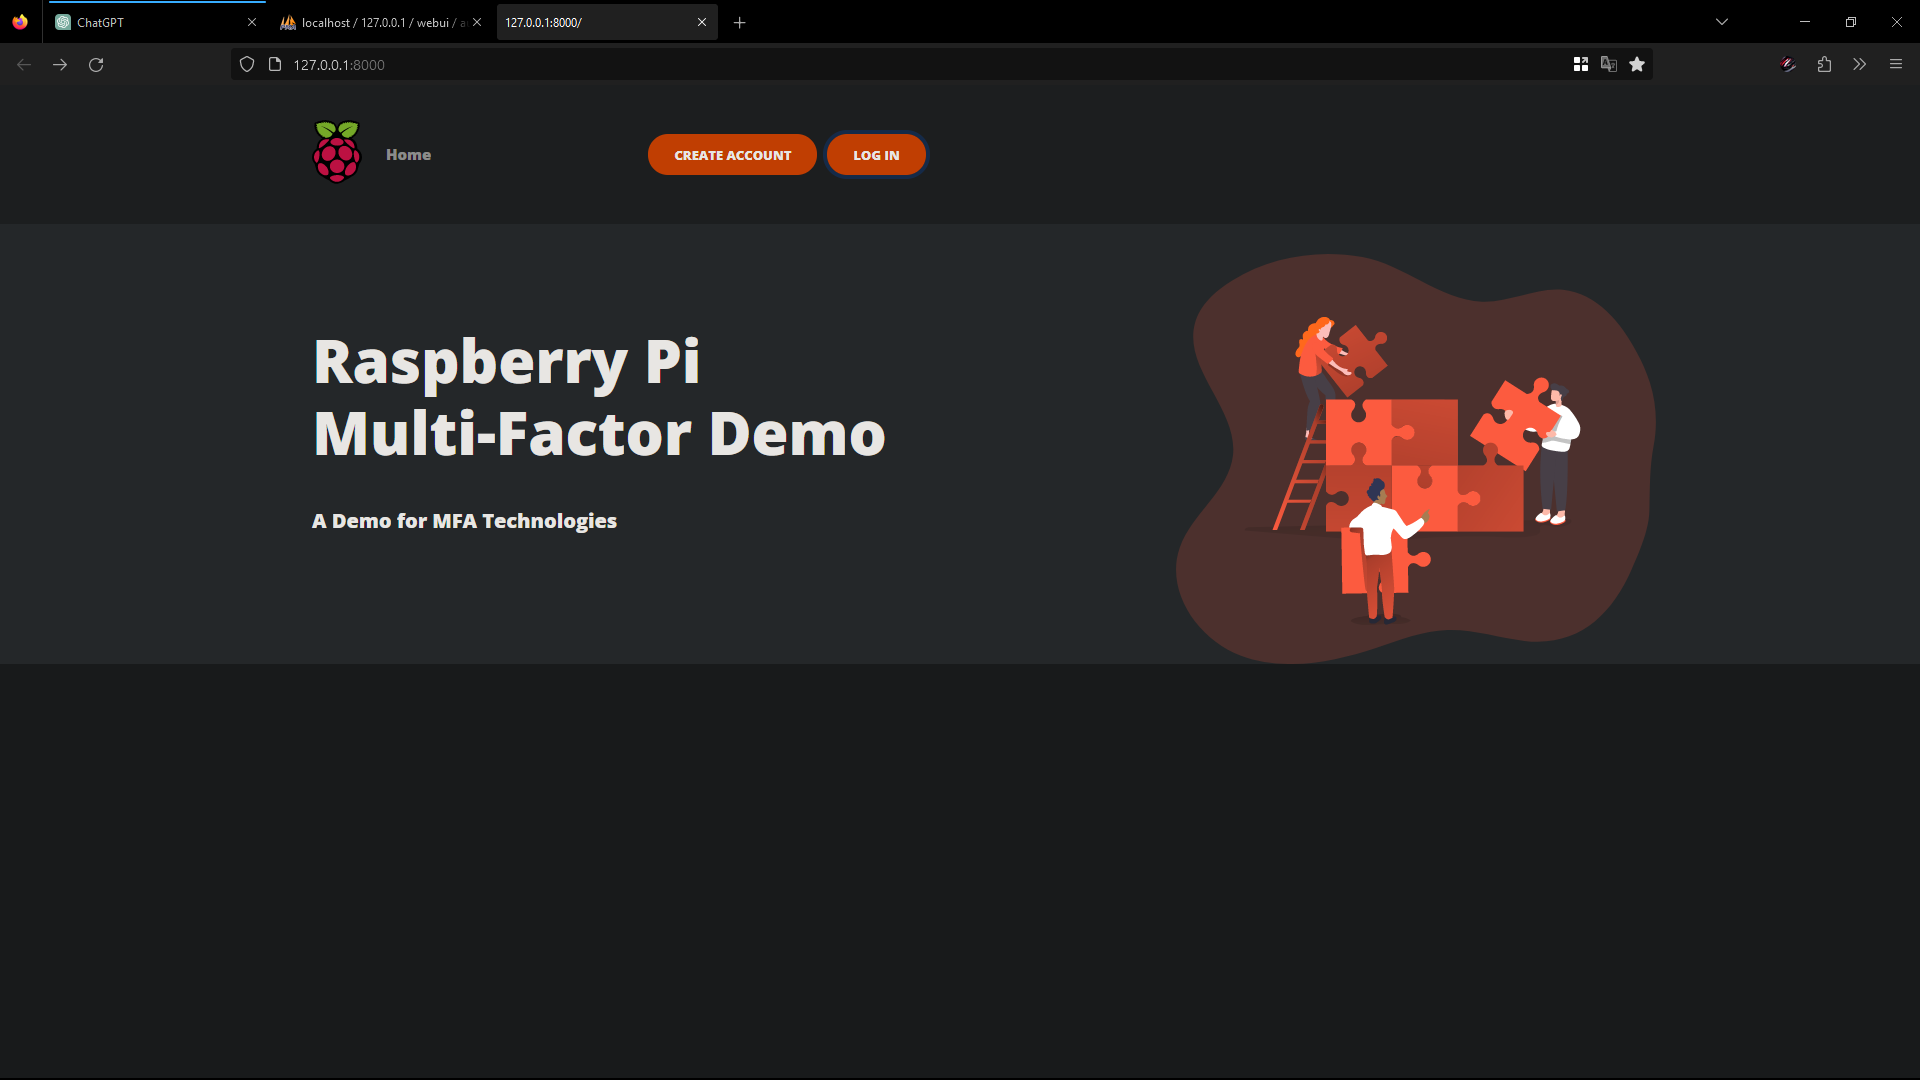 ChatGPT
localhost / 127.0.0.1 / webui /
127.0.0.1:8000/
127.0.0.1:8000
Home
CREATE ACCOUNT
LOG IN
Raspberry Pi
Multi-Factor Demo
A Demo for MFA Technologies